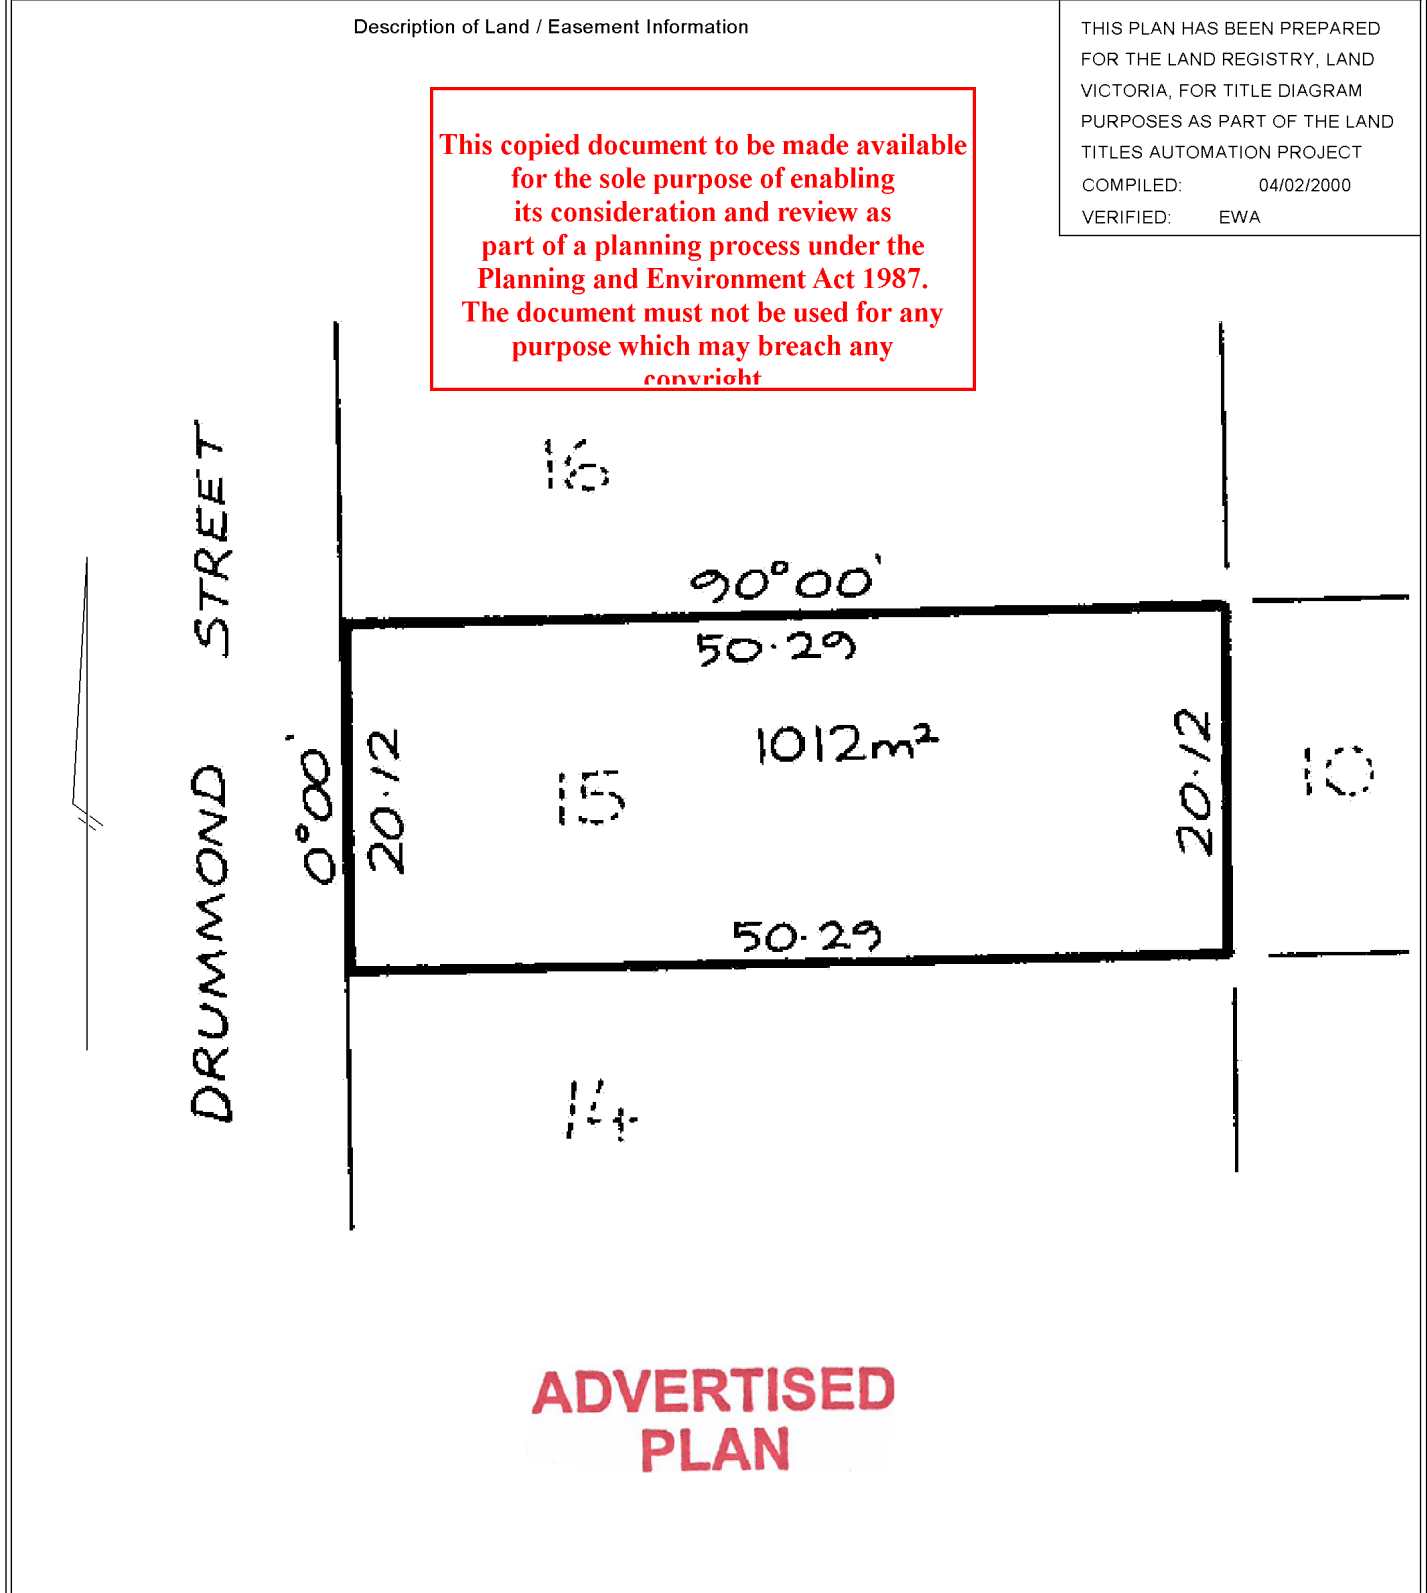 Description of Land / Easement Information
THIS PLAN HAS BEEN PREPARED
FOR THE LAND REGISTRY, LAND
VICTORIA, FOR TITLE DIAGRAM
PURPOSES AS PART OF THE LAND
TITLES AUTOMATION PROJECT
COMPILED: 04/02/2000
VERIFIED: EWA
This copied document to be made available
for the sole purpose of enabling
its consideration and review as
part of a planning process under the
Planning and Environment Act 1987.
The document must not be used for any
purpose which may breach any
copyright
16
DRUMMOND STREET
90°00'
50·29
1012m²
0°00'
20·12
15
20·12
10
50·29
14
ADVERTISED
PLAN